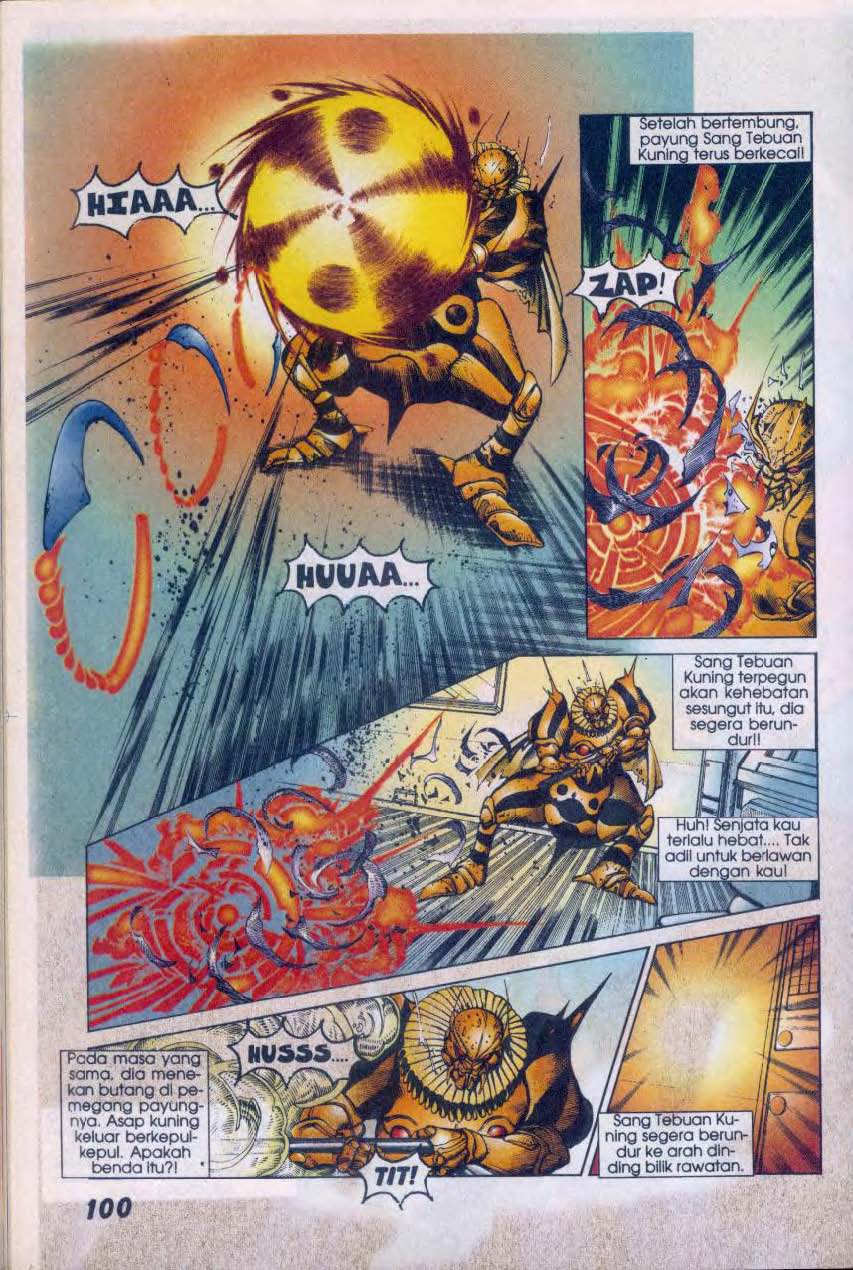 HIAAA...
Setelah bertembung,
payung Sang Tebuan
Kuning terus berkecai!
ZAP!
HUUAA...
Sang Tebuan
Kuning terpegun
akan kehebatan
sesungut itu, dia
segera berun-
dur!!
Huh! Senjata kau
terlalu hebat.... Tak
adil untuk berlawan
dengan kau!
Pada masa yang
sama, dia mene-
kan butang di pe-
megang payung-
nya. Asap kuning
keluar berkepul-
kepul. Apakah
benda itu?!
HUSSS....
TIT!
Sang Tebuan Ku-
ning segera berun-
dur ke arah din-
ding bilik rawatan.
100